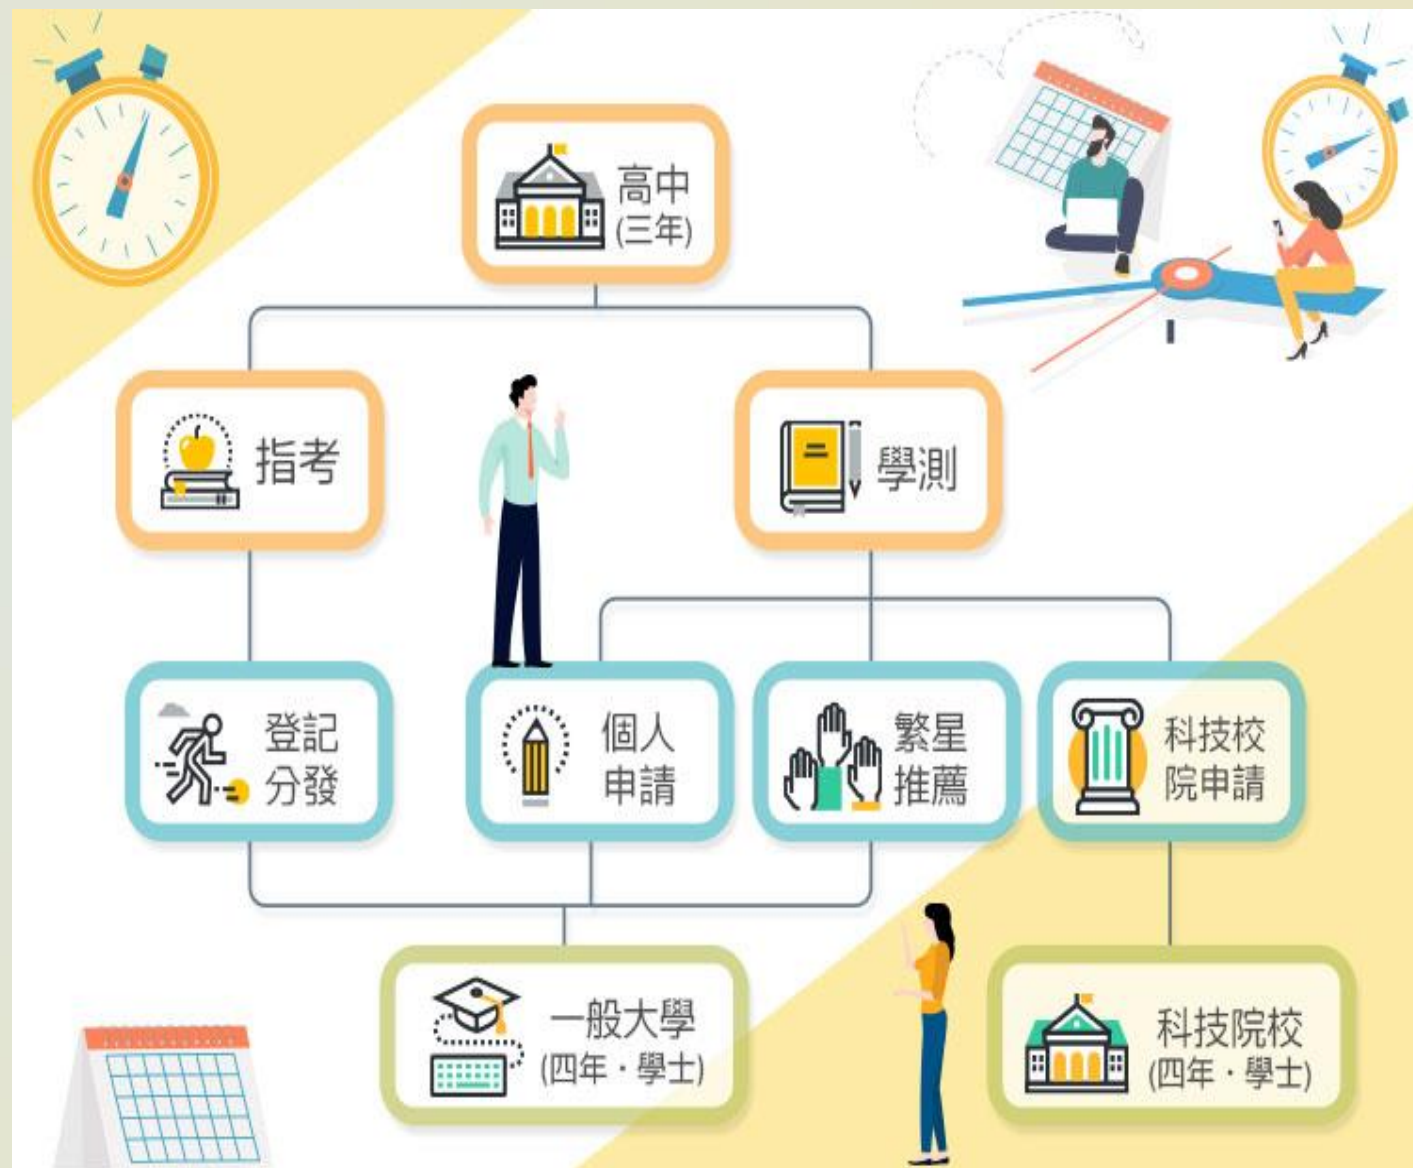 高中
(三年)
指考
學測
登記
分發
個人
申請
繁星
推薦
科技校
院申請
一般大學
(四年・學士)
科技院校
(四年・學士)